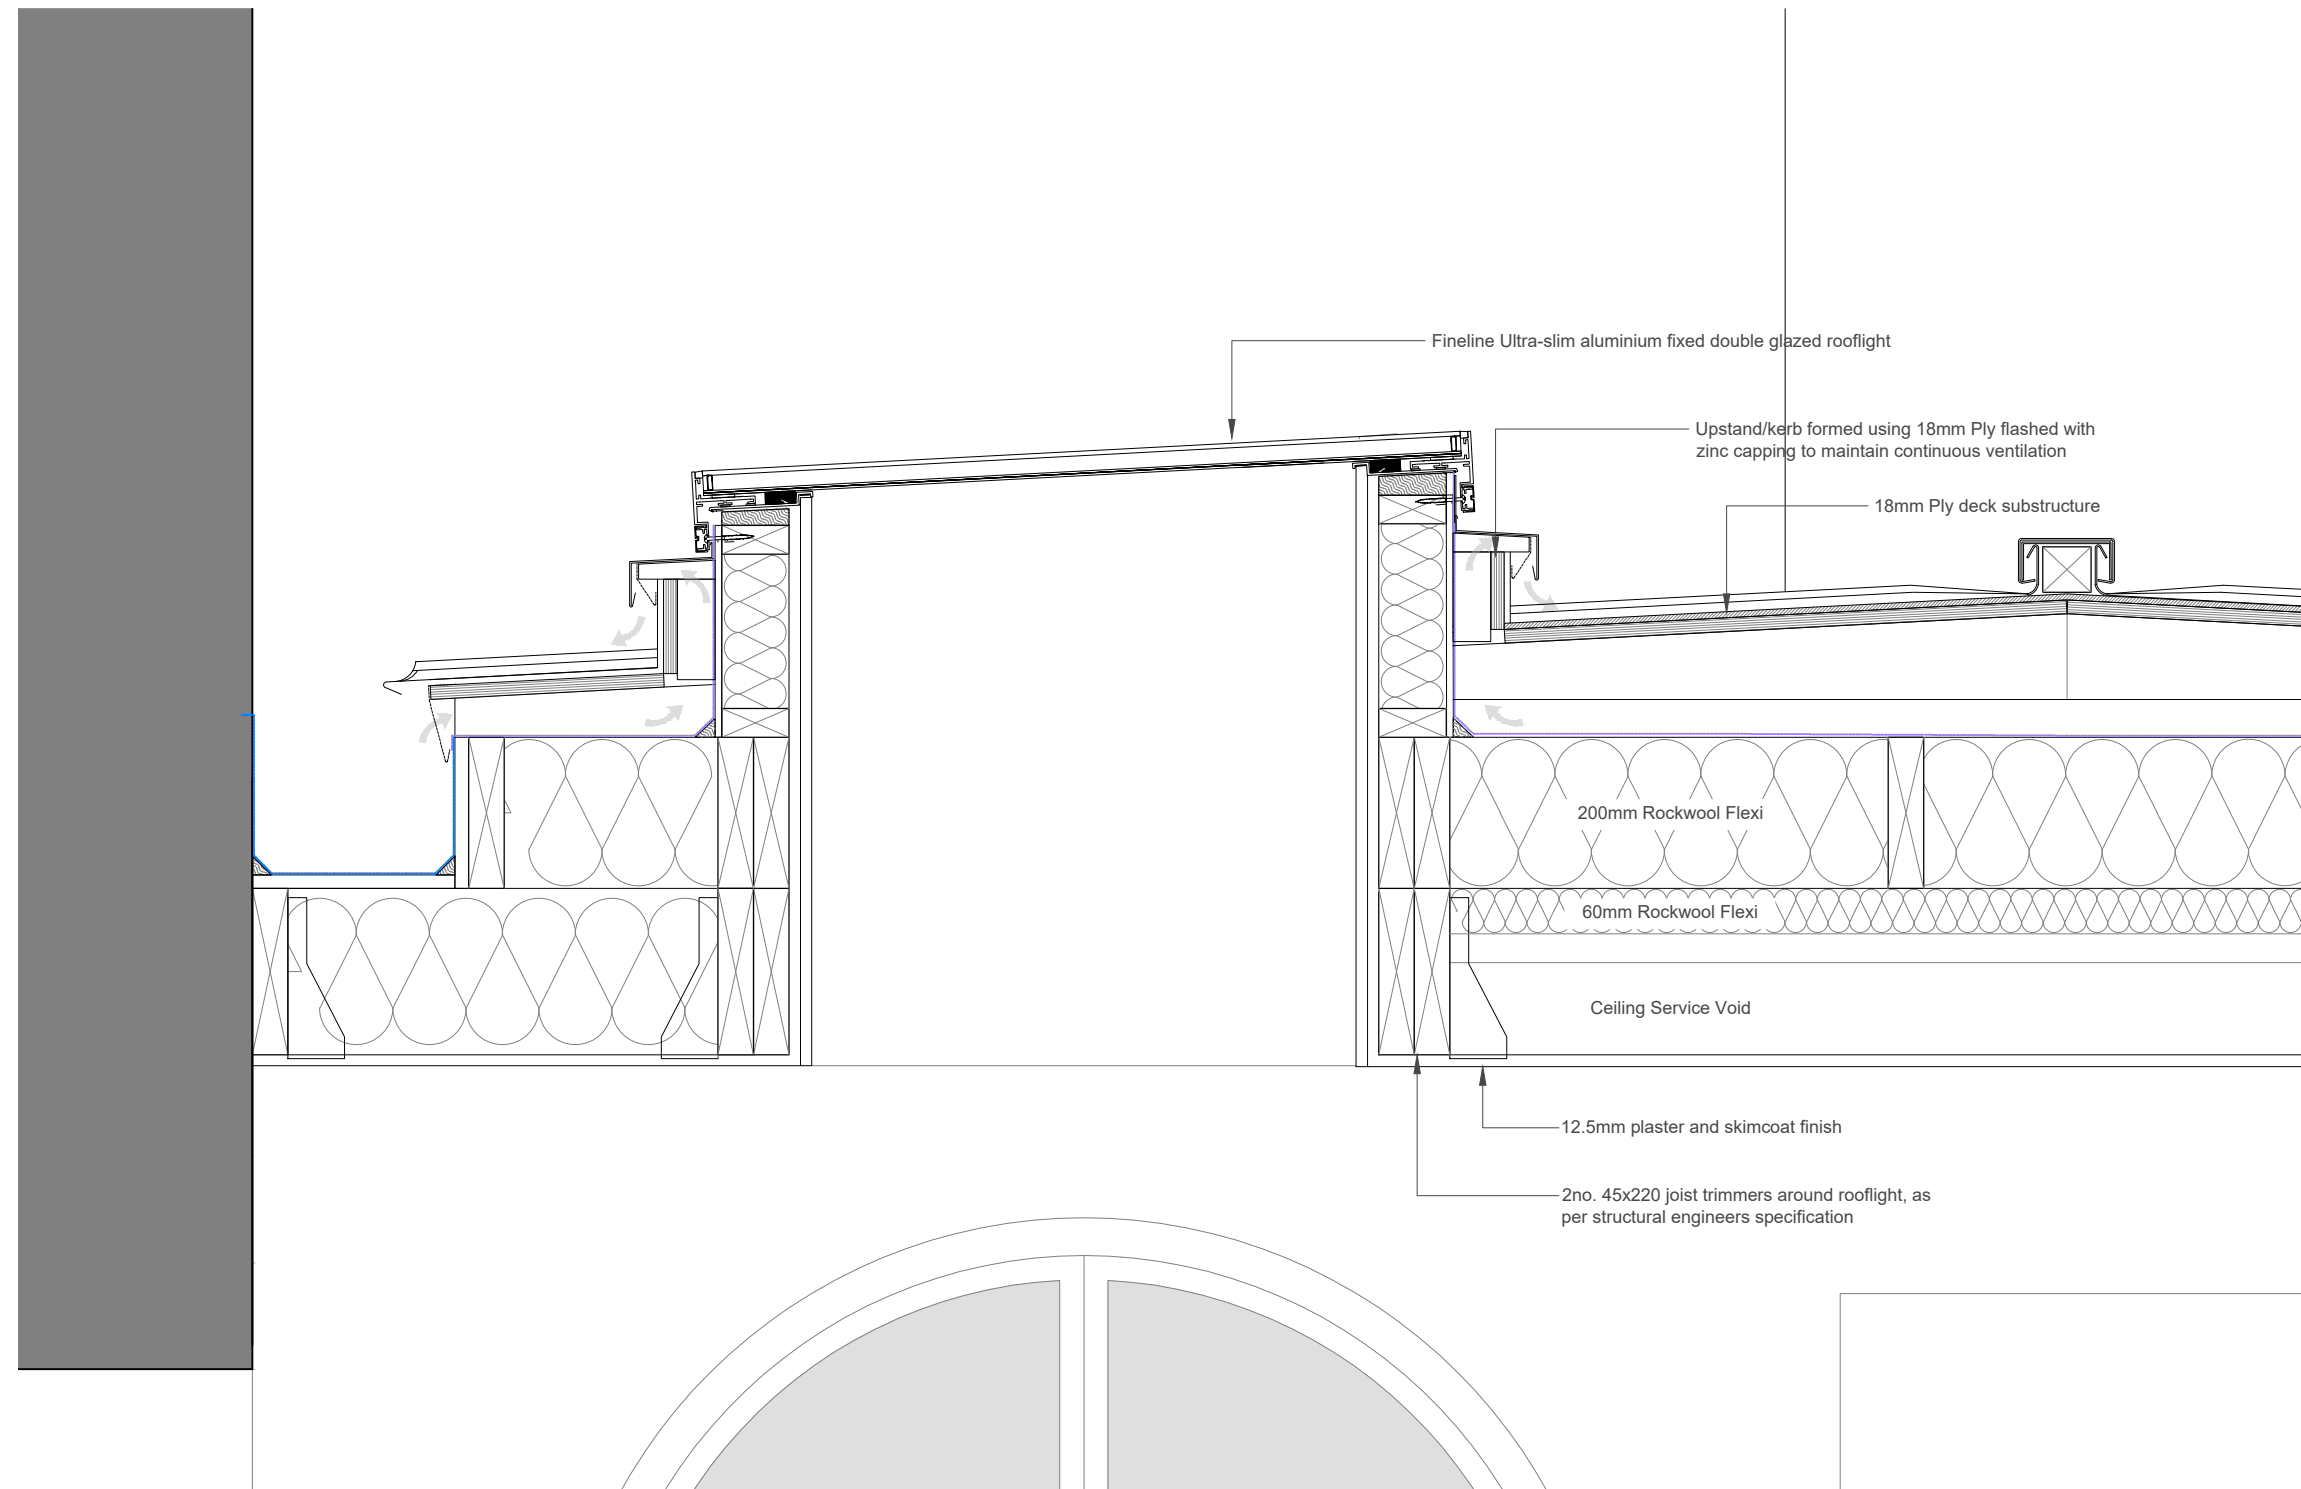 Fineline Ultra-slim aluminium fixed double glazed rooflight
Upstand/kerb formed using 18mm Ply flashed with
zinc capping to maintain continuous ventilation
18mm Ply deck substructure
200mm Rockwool Flexi
60mm Rockwool Flexi
Ceiling Service Void
12.5mm plaster and skimcoat finish
2no. 45x220 joist trimmers around rooflight, as
per structural engineers specification